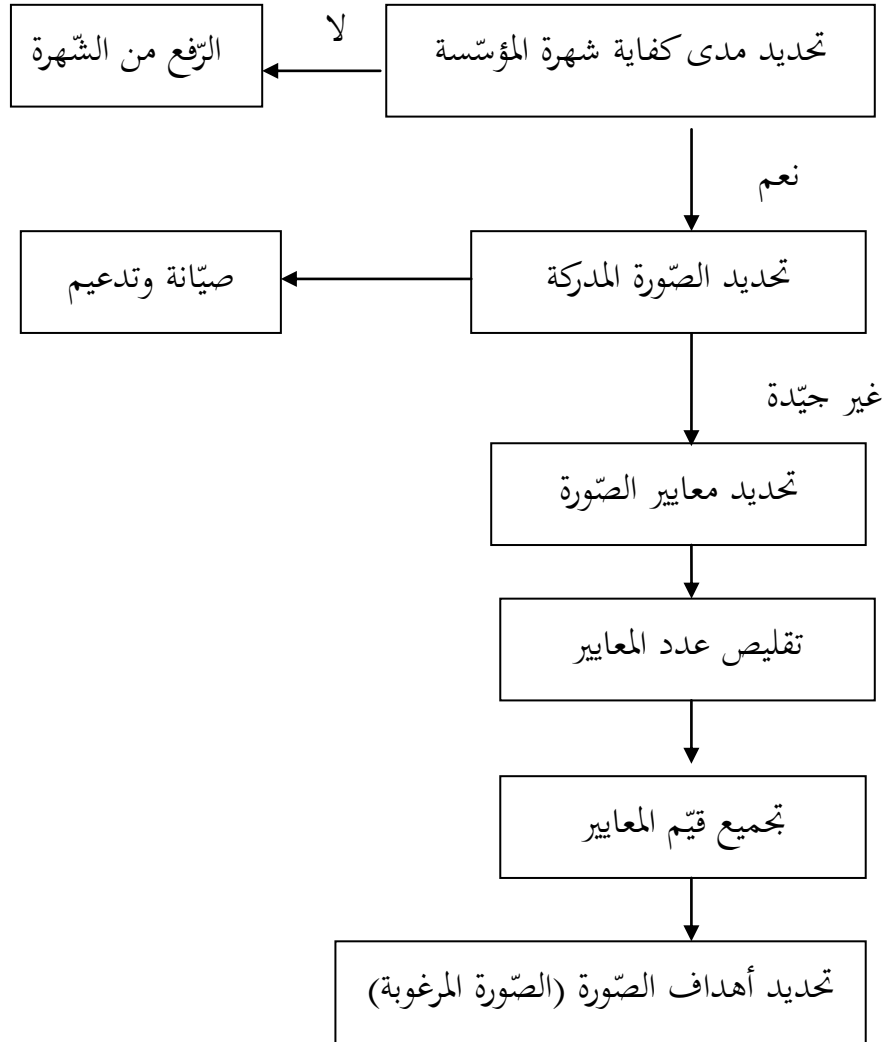 تحديد مدى كفاية شهرة المؤسّسة
لا
الرّفع من الشّهرة
نعم
تحديد الصّورة المدركة
صيّانة وتدعيم
غير جيّدة
تحديد معايير الصّورة
تقليص عدد المعايير
تجميع قيّم المعايير
تحديد أهداف الصّورة (الصّورة المرغوبة)